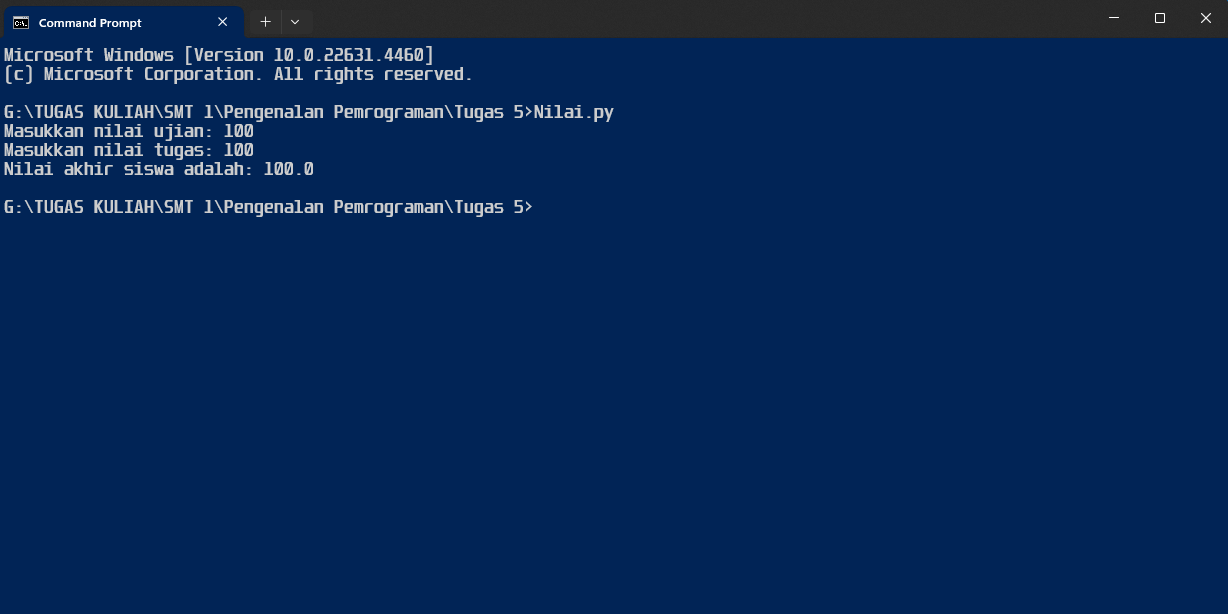 Command Prompt
Microsoft Windows [Version 10.0.22631.4460]
(c) Microsoft Corporation. All rights reserved.
G:\TUGAS KULIAH\SMT 1\Pengenalan Pemrograman\Tugas 5>Nilai.py
Masukkan nilai ujian: 100
Masukkan nilai tugas: 100
Nilai akhir siswa adalah: 100.0
G:\TUGAS KULIAH\SMT 1\Pengenalan Pemrograman\Tugas 5>